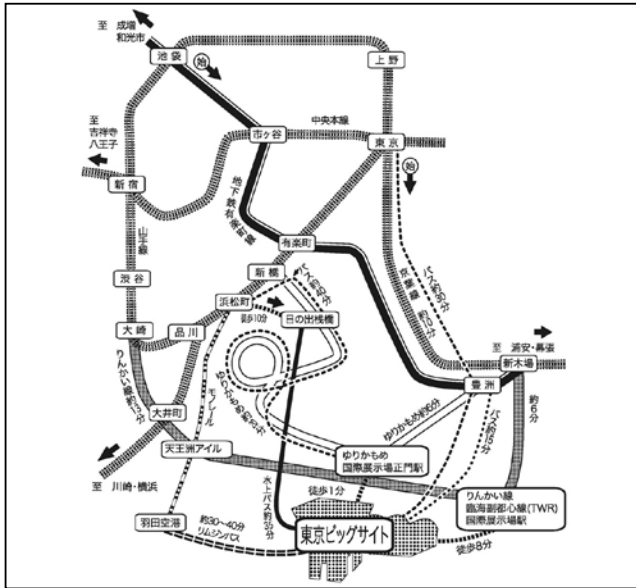 至 成増
和光市
池袋
始
上野
至
吉祥寺
八王子
市ヶ谷
中央本線
東京
始
新宿
地下鉄有楽町線
山手線
有楽町
京葉線 約10分
バス約30分
渋谷
新橋
バス約40分
浜松町
徒歩10分
日の出桟橋
大崎
品川
至 浦安・幕張
新木場
豊洲
りんかい線約13分
モノレール
ゆりかもめ約6分
バス約15分
約6分
大井町
天王洲アイル
ゆりかもめ
国際展示場正門駅
至 川崎・横浜
水上バス約35分
徒歩1分
りんかい線
臨海副都心線(TWR)
国際展示場駅
羽田空港
約30~40分
リムジンバス
東京ビッグサイト
徒歩8分